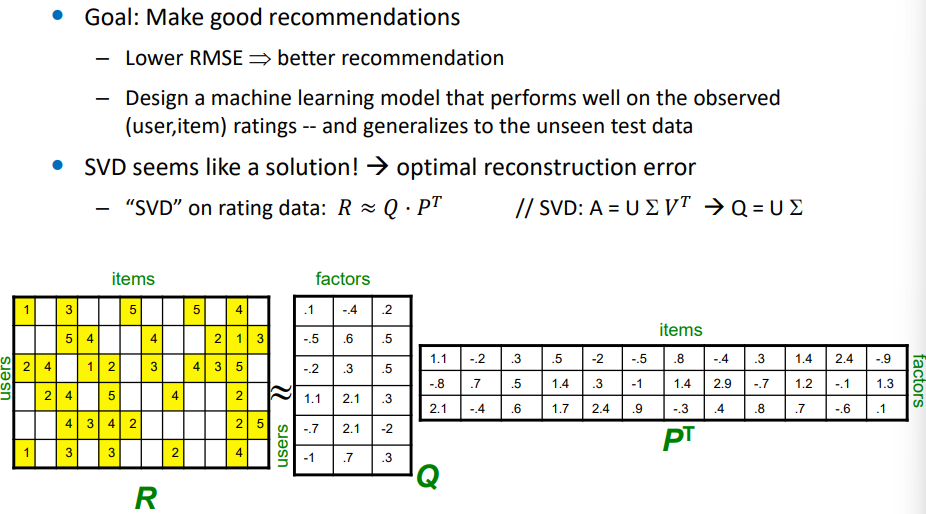 • Goal: Make good recommendations
– Lower RMSE ⇒ better recommendation
– Design a machine learning model that performs well on the observed
(user,item) ratings -- and generalizes to the unseen test data
• SVD seems like a solution! → optimal reconstruction error
– “SVD” on rating data: R ≈ Q · Pᵀ // SVD: A = U Σ Vᵀ → Q = U Σ
items
users
1 3 5 5 4
5 4 4 2 1 3
2 4 1 2 3 4 3 5
2 4 5 4 2
4 3 4 2 2 5
1 3 3 2 4
R
≈
factors
users
.1 -.4 .2
-.5 .6 .5
-.2 .3 .5
1.1 2.1 .3
-.7 2.1 -2
-1 .7 .3
Q
items
1.1 -.2 .3 .5 -2 -.5 .8 -.4 .3 1.4 2.4 -.9
-.8 .7 .5 1.4 .3 -1 1.4 2.9 -.7 1.2 -.1 1.3
2.1 -.4 .6 1.7 2.4 .9 -.3 .4 .8 .7 -.6 .1
factors
Pᵀ